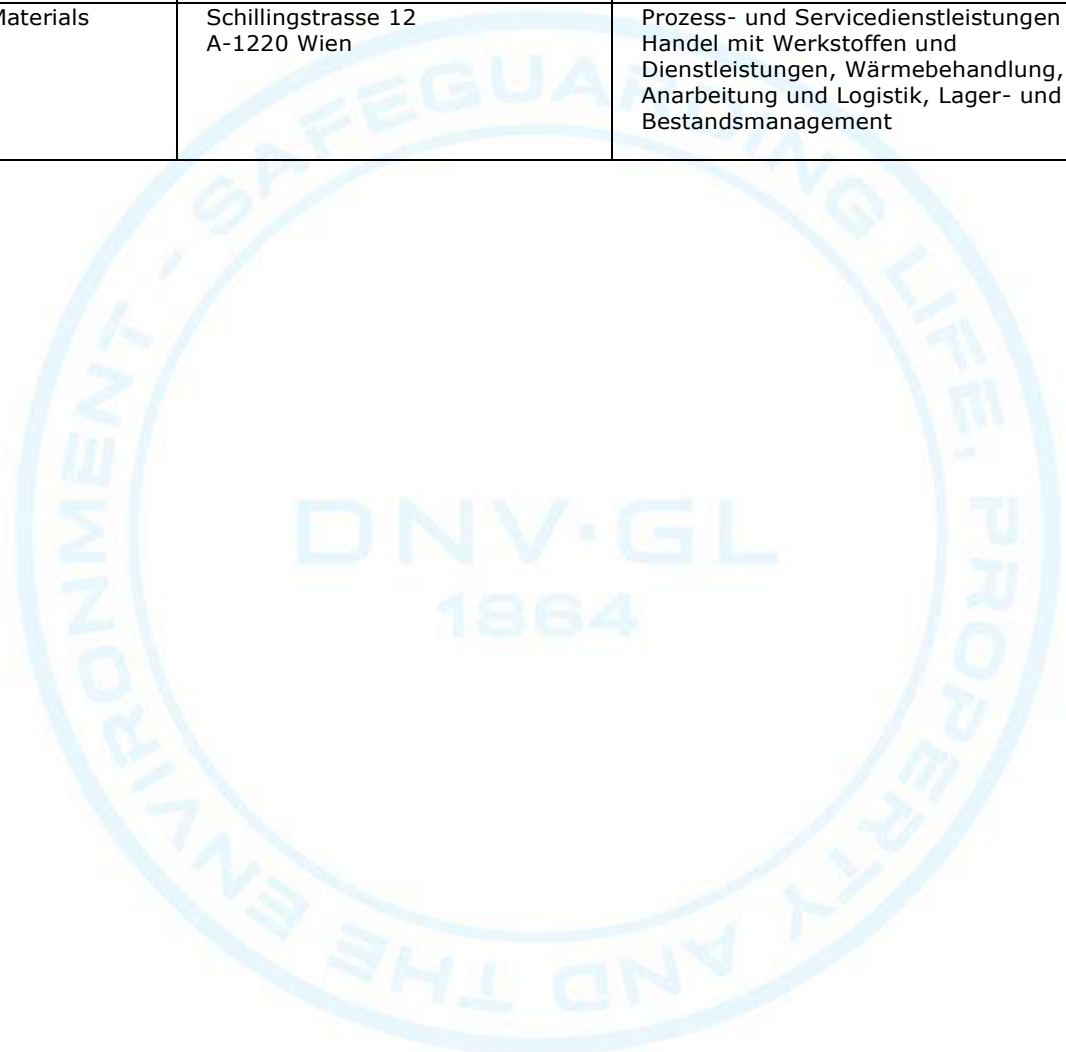 Materials
Schillingstrasse 12
A-1220 Wien
Prozess- und Servicedienstleistungen
Handel mit Werkstoffen und
Dienstleistungen, Wärmebehandlung,
Anarbeitung und Logistik, Lager- und
Bestandsmanagement
SAFEGUARDING LIFE, PROPERTY AND THE ENVIRONMENT -
DNV·GL
1864